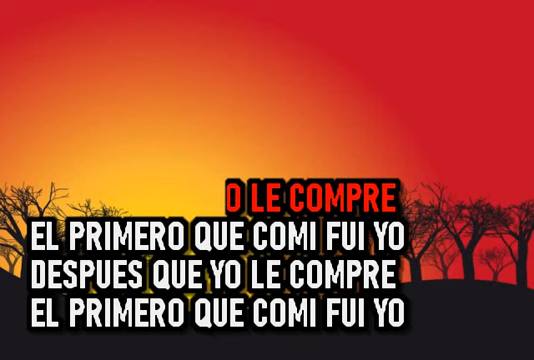 O LE COMPRE
EL PRIMERO QUE COMI FUI YO
DESPUES QUE YO LE COMPRE
EL PRIMERO QUE COMI FUI YO